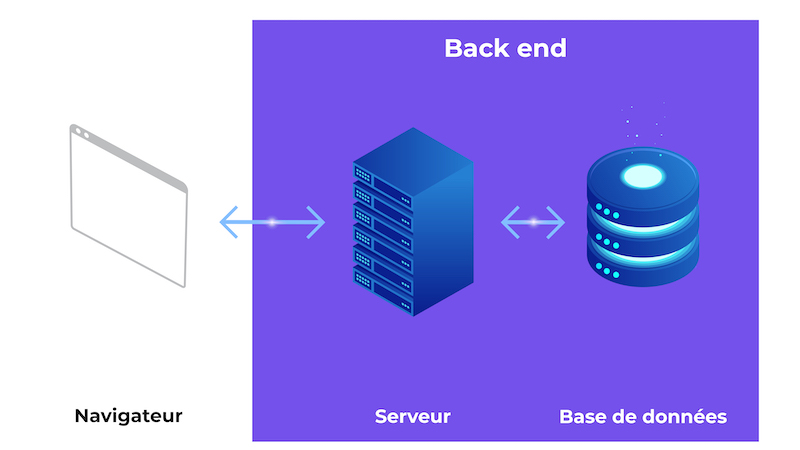 Back end
Navigateur
Serveur
Base de données